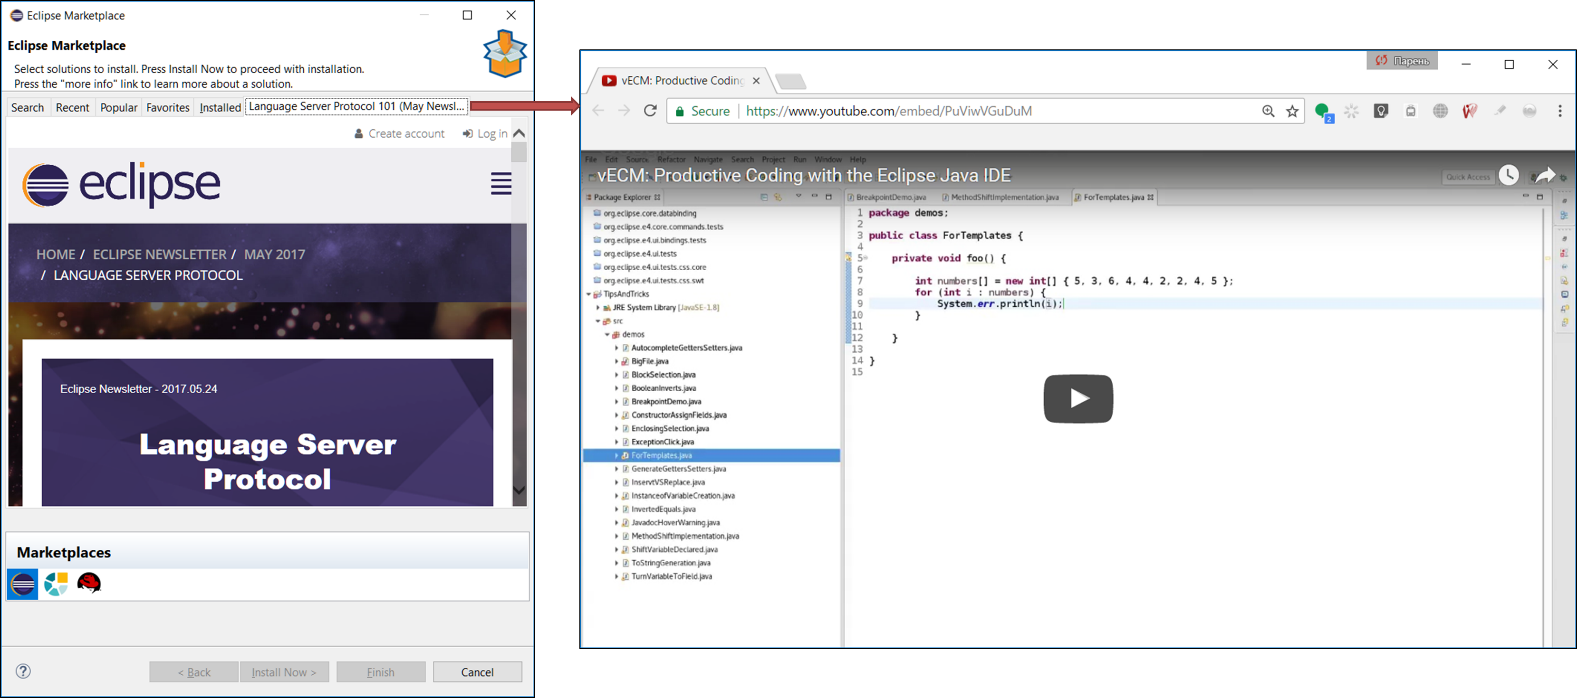 Eclipse Marketplace
Eclipse Marketplace
Select solutions to install. Press Install Now to proceed with installation.
Press the "more info" link to learn more about a solution.
Search Recent Popular Favorites Installed Language Server Protocol 101 (May Newsl...
Create account Log in
eclipse
HOME / ECLIPSE NEWSLETTER / MAY 2017
/ LANGUAGE SERVER PROTOCOL
Eclipse Newsletter - 2017.05.24
Language Server
Protocol
Marketplaces
< Back Install Now > Finish Cancel
Парень
vECM: Productive Coding
Secure https://www.youtube.com/embed/PuViwVGuDuM
2
File Edit Source Refactor Navigate Search Project Run Window Help
vECM: Productive Coding with the Eclipse Java IDE
Quick Access
Package Explorer
org.eclipse.core.databinding
org.eclipse.e4.core.commands.tests
org.eclipse.e4.ui.bindings.tests
org.eclipse.e4.ui.tests
org.eclipse.e4.ui.tests.css.core
org.eclipse.e4.ui.tests.css.swt
TipsAndTricks
JRE System Library [JavaSE-1.8]
src
demos
AutocompleteGettersSetters.java
BigFile.java
BlockSelection.java
BooleanInverts.java
BreakpointDemo.java
ConstructorAssignFields.java
EnclosingSelection.java
ExceptionClick.java
ForTemplates.java
GenerateGettersSetters.java
InservtVSReplace.java
InstanceofVariableCreation.java
InvertedEquals.java
JavadocHoverWarning.java
MethodShiftImplementation.java
ShiftVariableDeclared.java
ToStringGeneration.java
TurnVariableToField.java
BreakpointDemo.java MethodShiftImplementation.java ForTemplates.java
1 package demos;
2
3 public class ForTemplates {
4
5 private void foo() {
6
7 int numbers[] = new int[] { 5, 3, 6, 4, 4, 2, 2, 4, 5 };
8 for (int i : numbers) {
9 System.err.println(i);
10 }
11
12 }
13
14 }
15